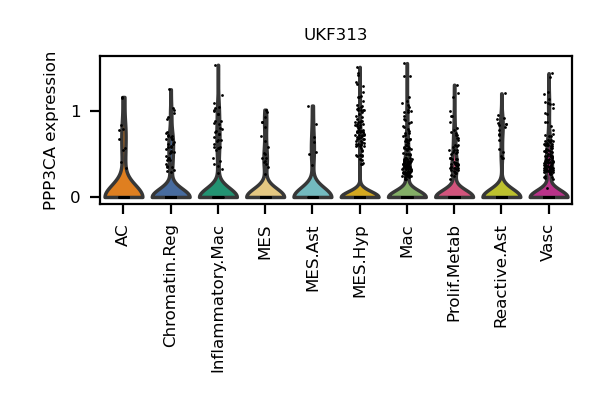 UKF313
PPP3CA expression
1
0
AC
Chromatin.Reg
Inflammatory.Mac
MES
MES.Ast
MES.Hyp
Mac
Prolif.Metab
Reactive.Ast
Vasc